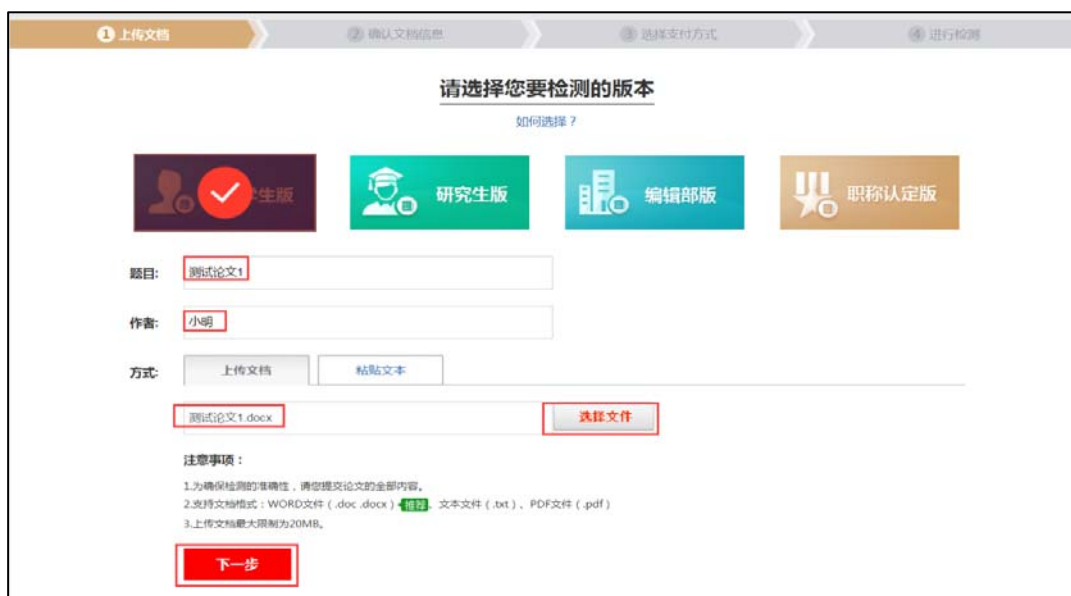 1 上传文档
2 确认文档信息
3 选择支付方式
4 进行检测
请选择您要检测的版本
如何选择？
生版
研究生版
编辑部版
职称认定版
题目:
测试论文1
作者:
小明
方式:
上传文档
粘贴文本
测试论文1.docx
选择文件
注意事项：
1.为确保检测的准确性，请您提交论文的全部内容。
2.支持文档格式：WORD文件（.doc .docx）推荐、文本文件（.txt）、PDF文件（.pdf）
3.上传文档最大限制为20MB。
下一步